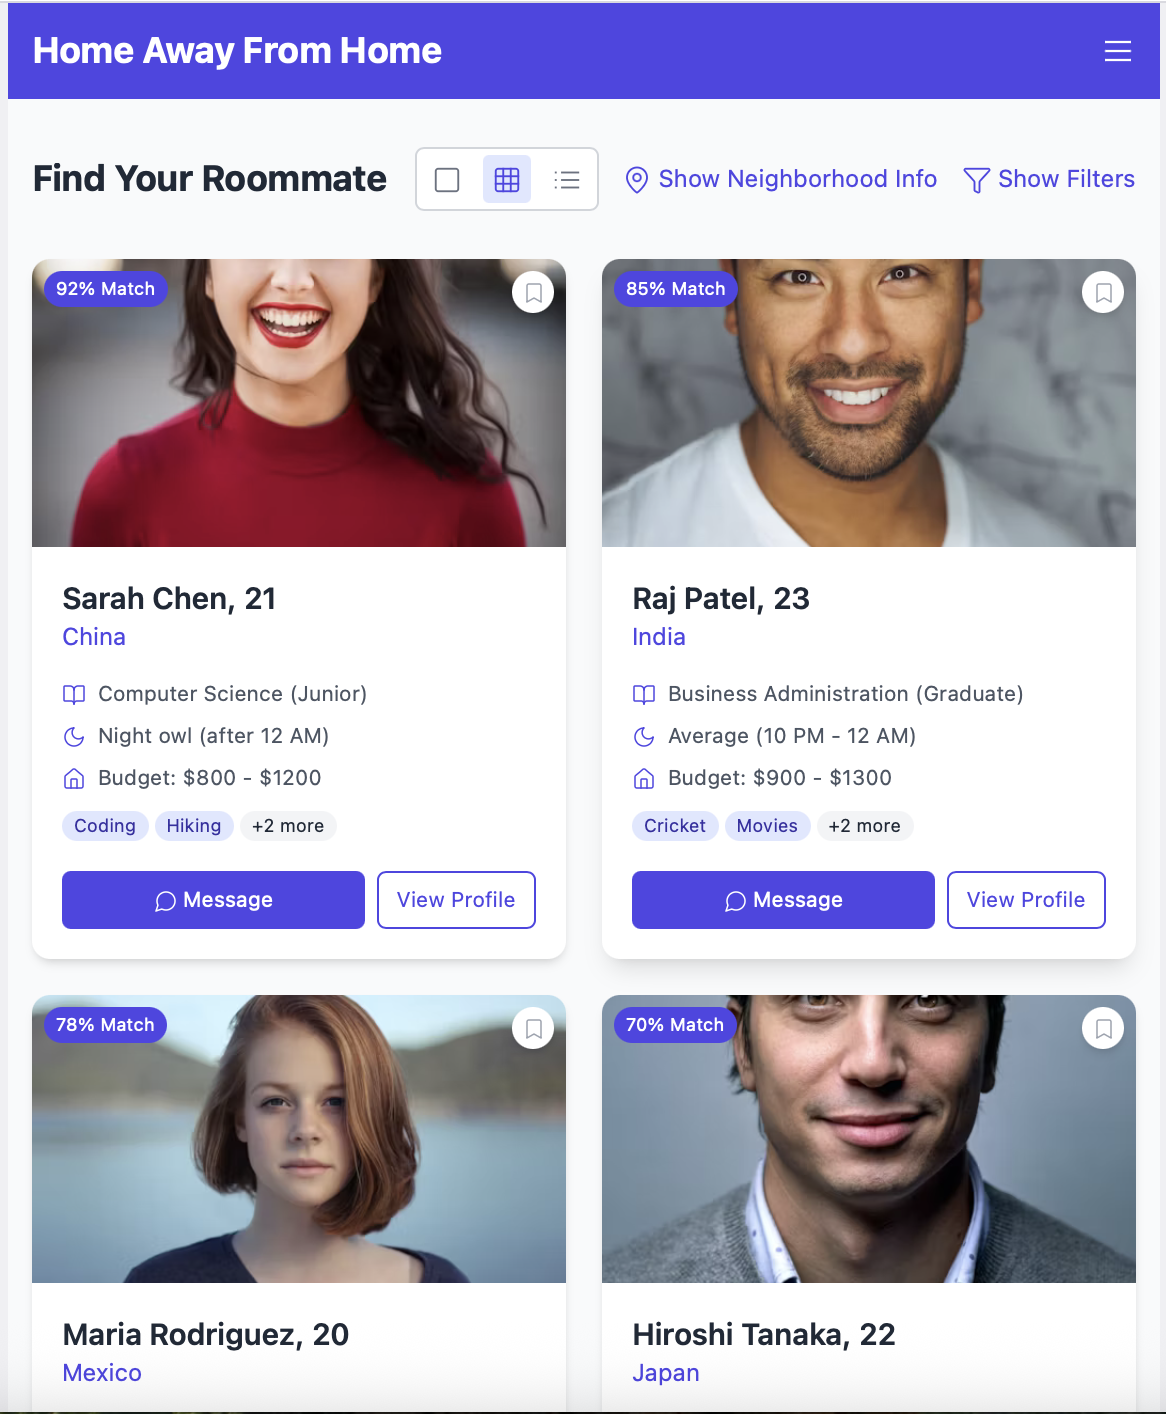 Home Away From Home
Find Your Roommate
Show Neighborhood Info
Show Filters
92% Match
Sarah Chen, 21
China
Computer Science (Junior)
Night owl (after 12 AM)
Budget: $800 - $1200
Coding Hiking +2 more
Message View Profile
85% Match
Raj Patel, 23
India
Business Administration (Graduate)
Average (10 PM - 12 AM)
Budget: $900 - $1300
Cricket Movies +2 more
Message View Profile
78% Match
Maria Rodriguez, 20
Mexico
70% Match
Hiroshi Tanaka, 22
Japan